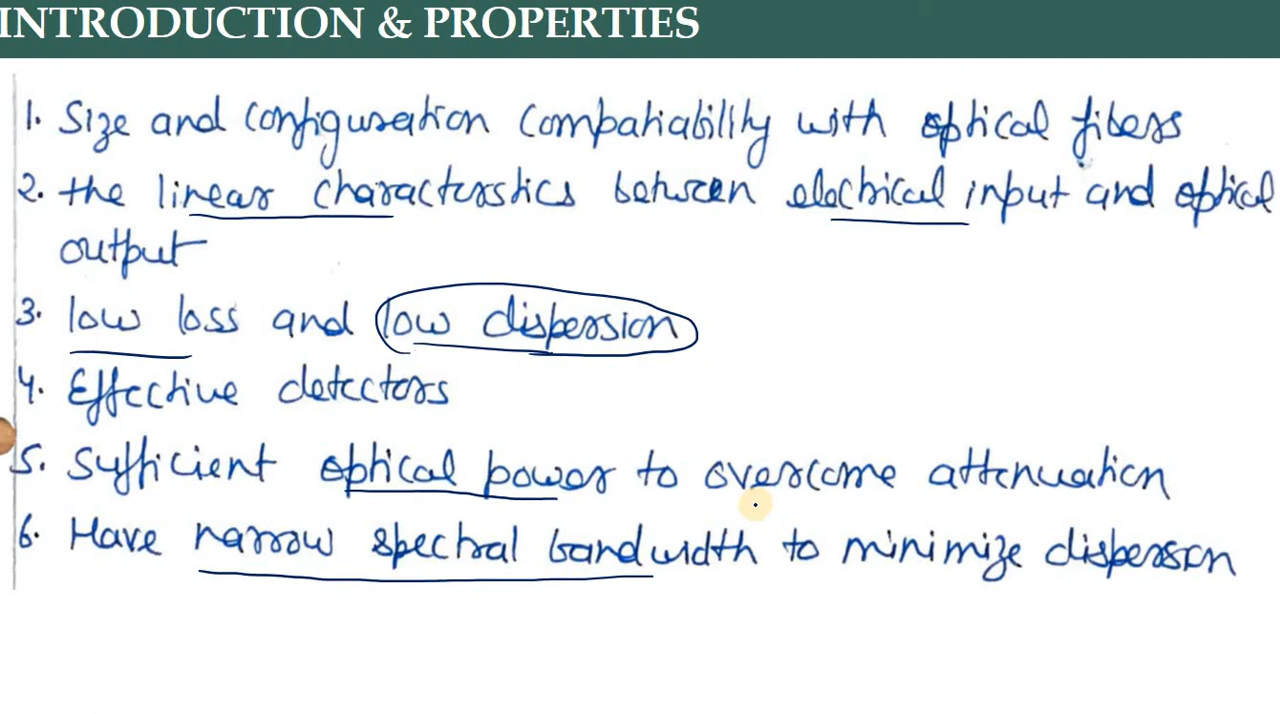 INTRODUCTION & PROPERTIES
1. Size and configuration compatiability with optical fibers
2. the linear characterstics between electrical input and optical
output
3. low loss and low dispersion
4. Effective detectors
5. Sufficient optical power to overcome attenuation
6. Have narrow spectral bandwidth to minimize dispersion